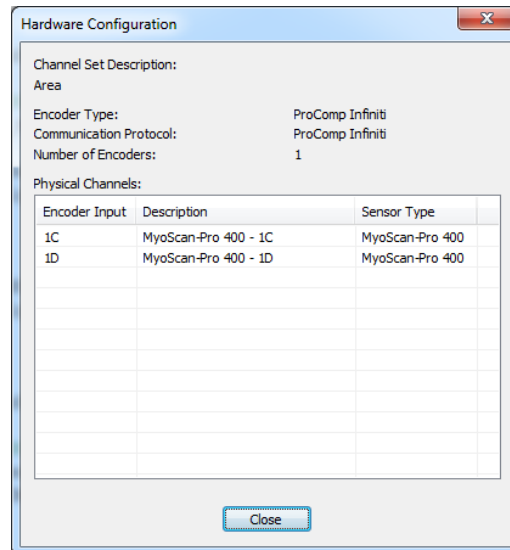 Hardware Configuration
Channel Set Description:
Area
Encoder Type: ProComp Infiniti
Communication Protocol: ProComp Infiniti
Number of Encoders: 1
Physical Channels:
Encoder Input Description Sensor Type
1C MyoScan-Pro 400 - 1C MyoScan-Pro 400
1D MyoScan-Pro 400 - 1D MyoScan-Pro 400
Close